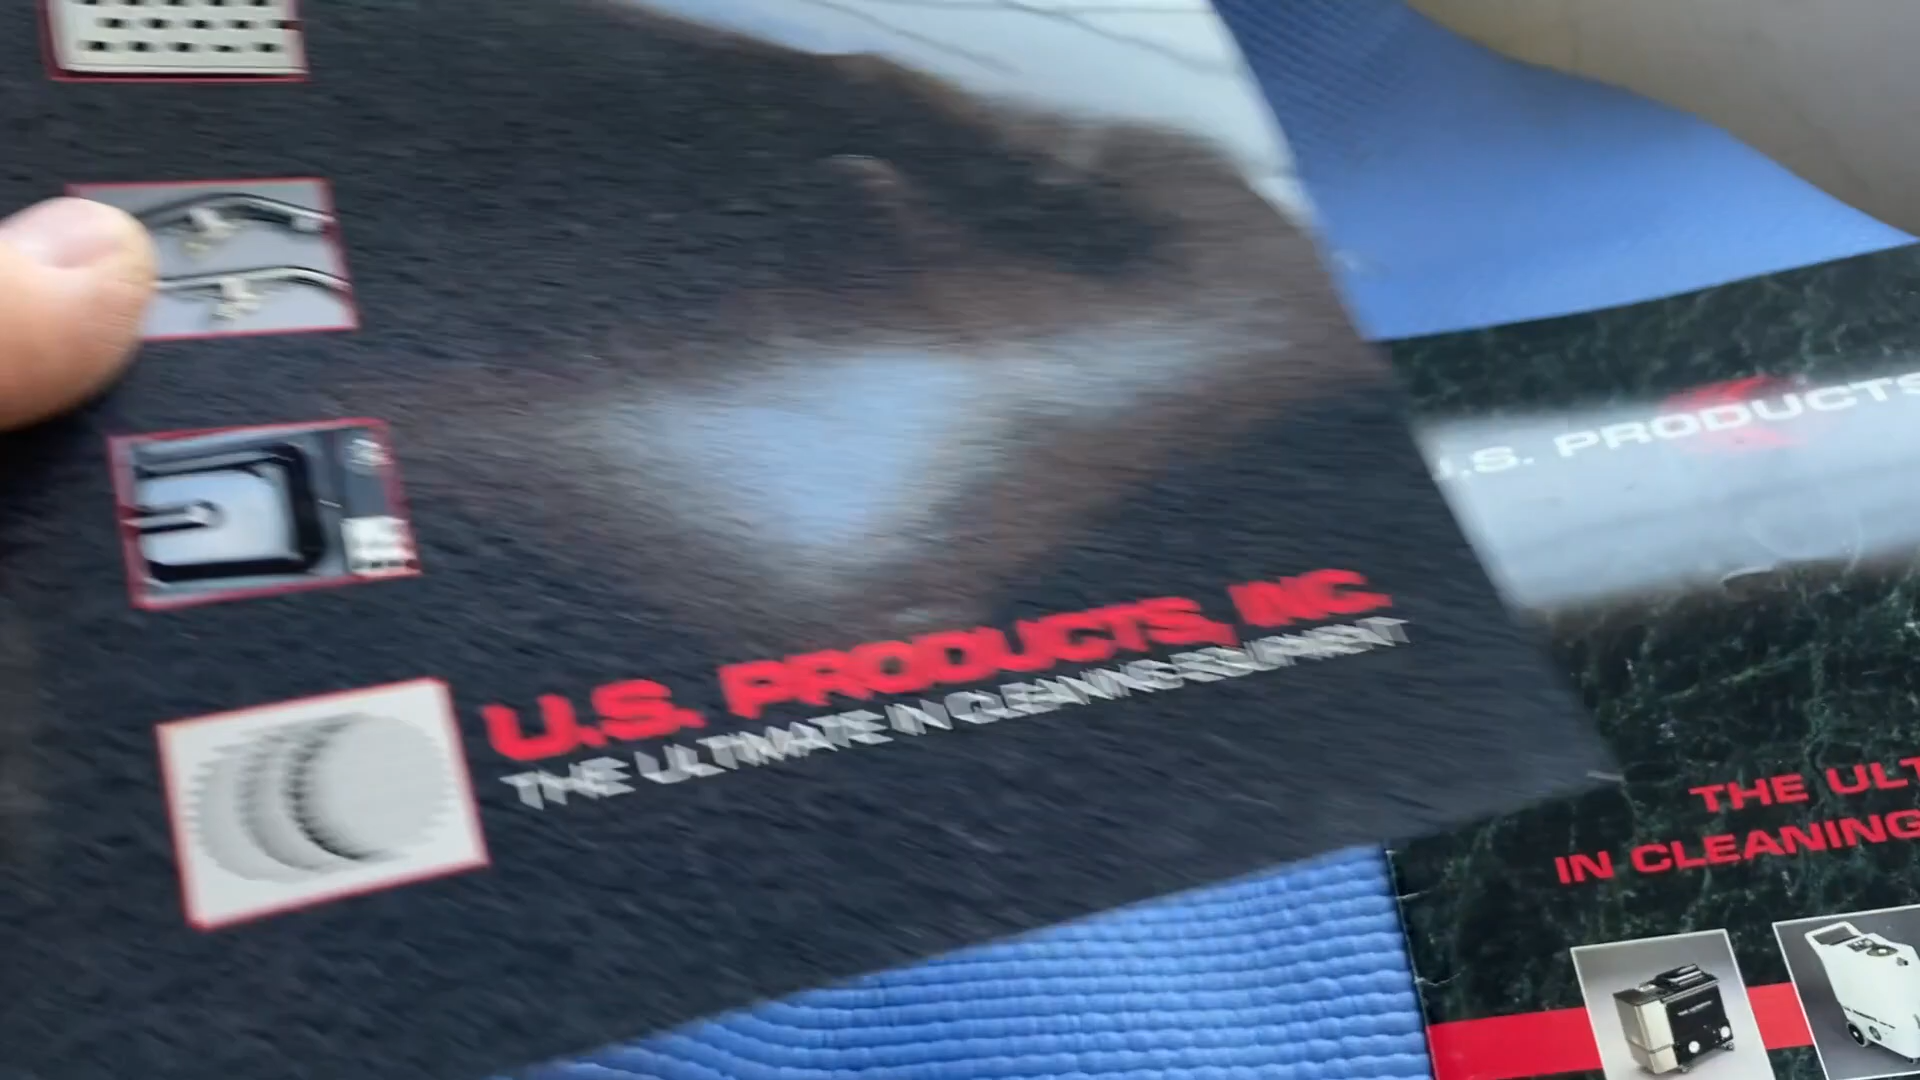 U.S. PRODUCTS, INC.
THE ULTIMATE IN CLEANING EQUIPMENT
U.S. PRODUCTS
THE ULT
IN CLEANING